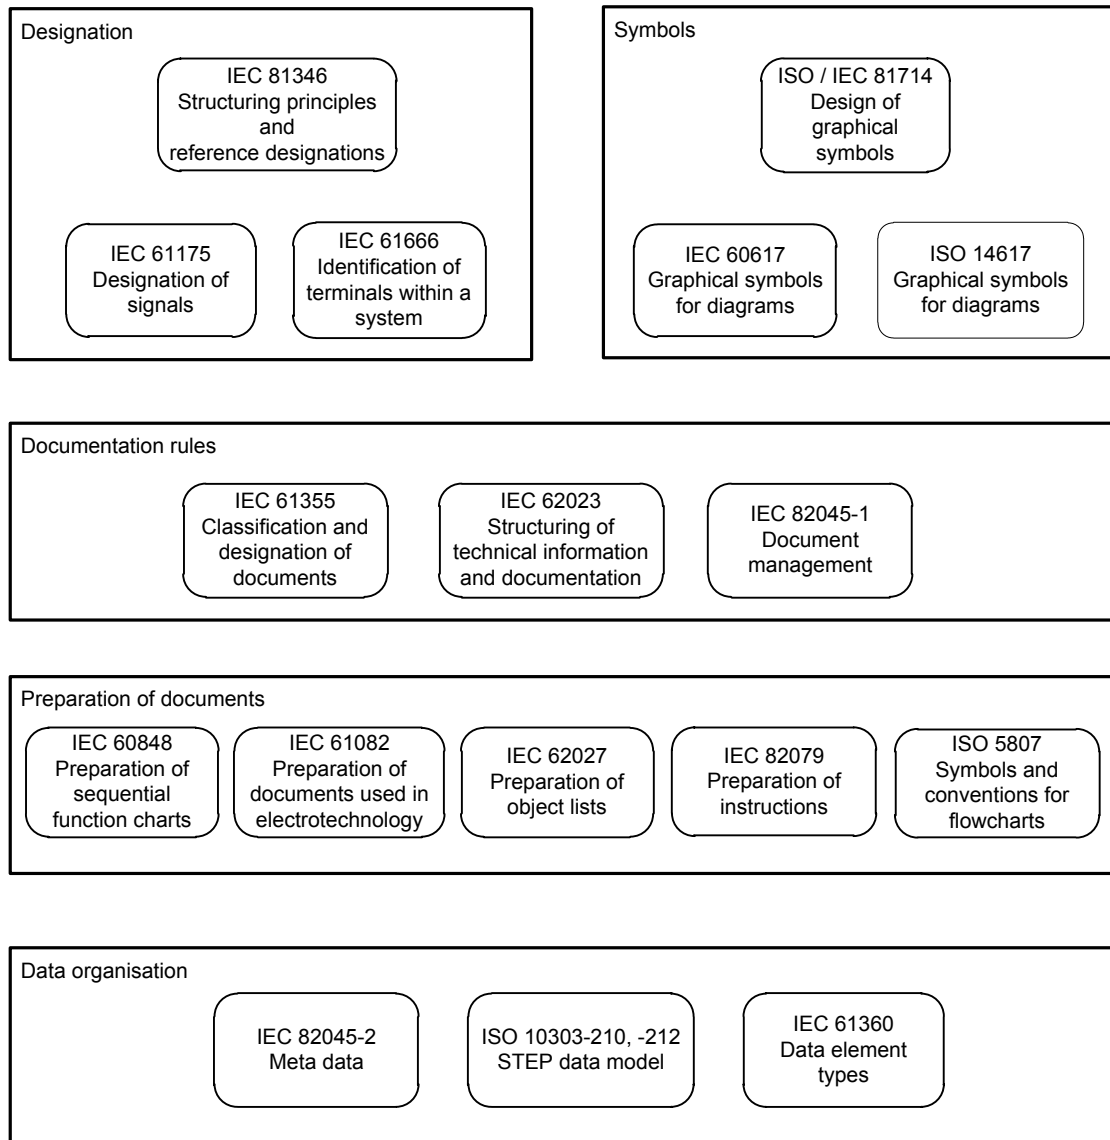 Designation
IEC 81346
Structuring principles
and
reference designations
IEC 61175
Designation of
signals
IEC 61666
Identification of
terminals within a
system
Symbols
ISO / IEC 81714
Design of
graphical
symbols
IEC 60617
Graphical symbols
for diagrams
ISO 14617
Graphical symbols
for diagrams
Documentation rules
IEC 61355
Classification and
designation of
documents
IEC 62023
Structuring of
technical information
and documentation
IEC 82045-1
Document
management
Preparation of documents
IEC 60848
Preparation of
sequential
function charts
IEC 61082
Preparation of
documents used in
electrotechnology
IEC 62027
Preparation of
object lists
IEC 82079
Preparation of
instructions
ISO 5807
Symbols and
conventions for
flowcharts
Data organisation
IEC 82045-2
Meta data
ISO 10303-210, -212
STEP data model
IEC 61360
Data element
types